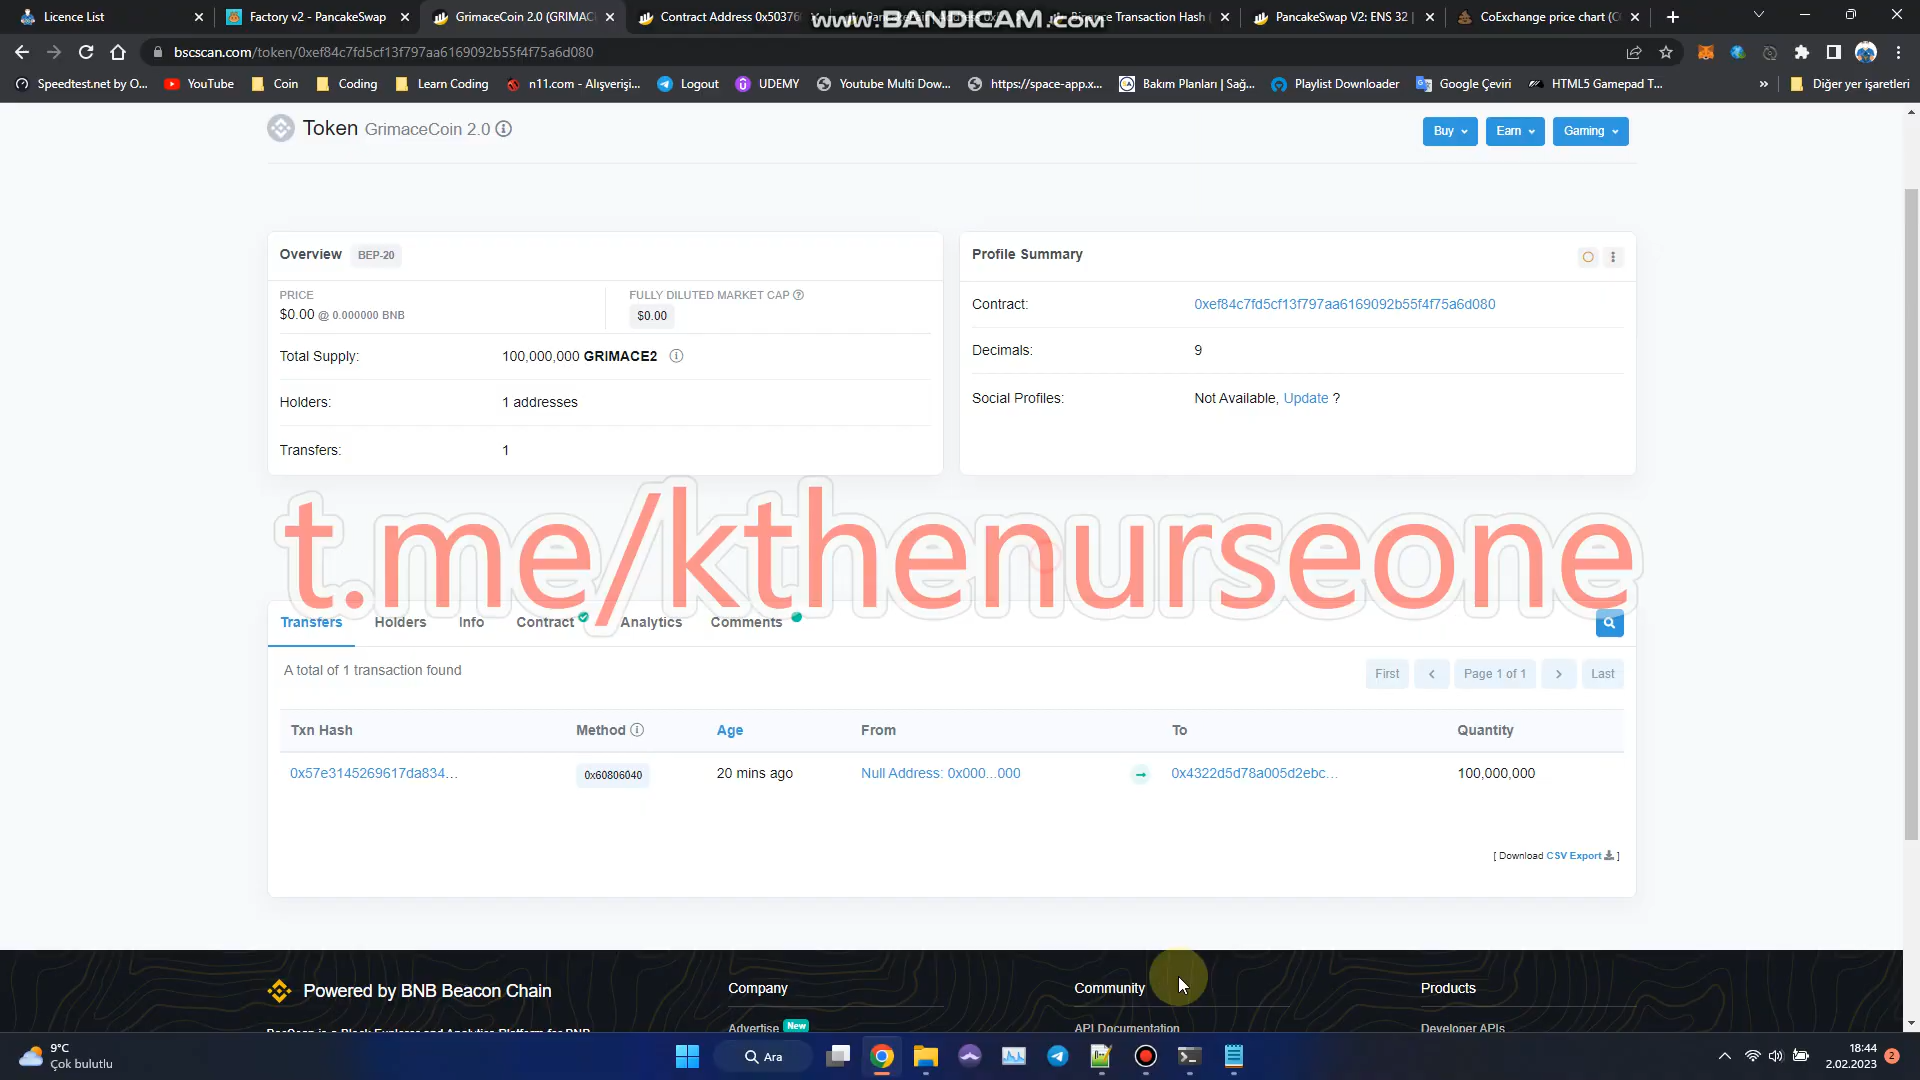 Licence List
Factory v2 - PancakeSwap
GrimaceCoin 2.0 (GRIMAC
Contract Address 0x50376
www.BANDICAM.com
Binance Transaction Hash
PancakeSwap V2: ENS 32
CoExchange price chart (C
bscscan.com/token/0xef84c7fd5cf13f797aa6169092b55f4f75a6d080
Speedtest.net by O...
YouTube
Coin
Coding
Learn Coding
n11.com - Alışverişi...
Logout
UDEMY
Youtube Multi Dow...
https://space-app.x...
Bakım Planları | Sağ...
Playlist Downloader
Google Çeviri
HTML5 Gamepad T...
»
Diğer yer işaretleri
Token GrimaceCoin 2.0
Buy
Earn
Gaming
Overview BEP-20
PRICE
$0.00 @ 0.000000 BNB
FULLY DILUTED MARKET CAP
$0.00
Total Supply: 100,000,000 GRIMACE2
Holders: 1 addresses
Transfers: 1
Profile Summary
Contract: 0xef84c7fd5cf13f797aa6169092b55f4f75a6d080
Decimals: 9
Social Profiles: Not Available, Update ?
t.me/kthenurseone
Transfers
Holders
Info
Contract
Analytics
Comments
A total of 1 transaction found
First
Page 1 of 1
Last
Txn Hash Method Age From To Quantity
0x57e3145269617da834... 0x60806040 20 mins ago Null Address: 0x000...000 0x4322d5d78a005d2ebc... 100,000,000
[ Download CSV Export ]
Powered by BNB Beacon Chain
Company
Community
Products
Advertise New
API Documentation
Developer APIs
9°C
Çok bulutlu
Ara
18:44
2.02.2023
2